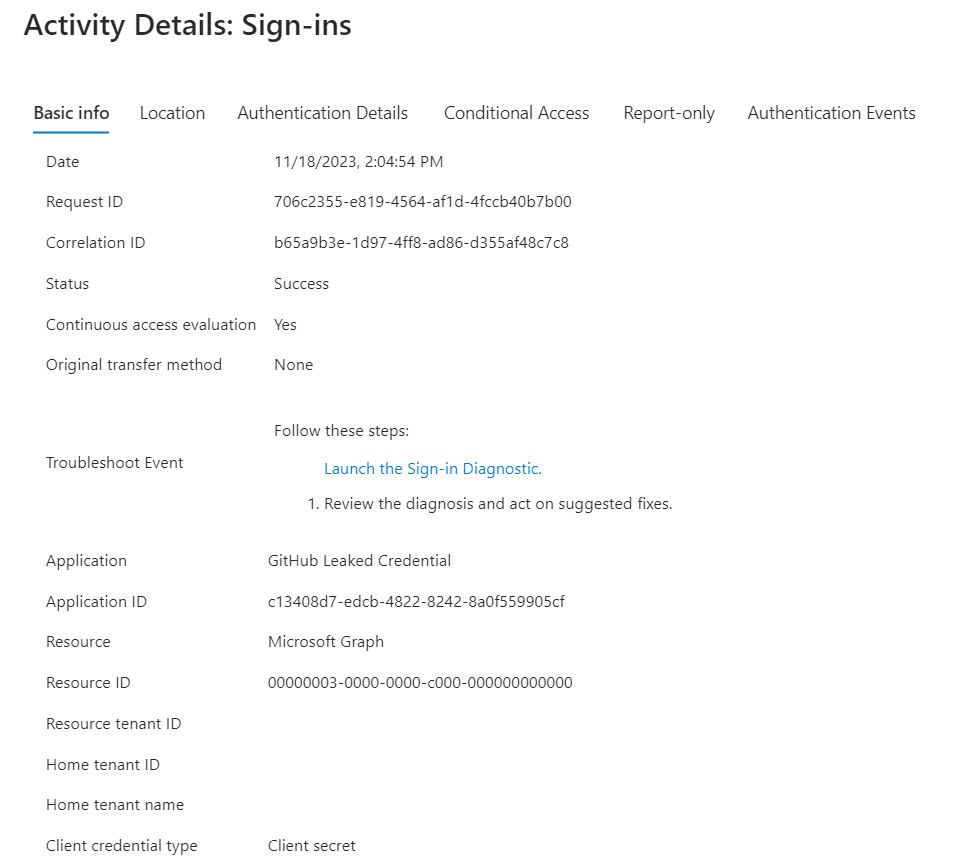 Activity Details: Sign-ins
Basic info Location Authentication Details Conditional Access Report-only Authentication Events
Date 11/18/2023, 2:04:54 PM
Request ID 706c2355-e819-4564-af1d-4fccb40b7b00
Correlation ID b65a9b3e-1d97-4ff8-ad86-d355af48c7c8
Status Success
Continuous access evaluation Yes
Original transfer method None
Follow these steps:
Troubleshoot Event
Launch the Sign-in Diagnostic.
1. Review the diagnosis and act on suggested fixes.
Application GitHub Leaked Credential
Application ID c13408d7-edcb-4822-8242-8a0f559905cf
Resource Microsoft Graph
Resource ID 00000003-0000-0000-c000-000000000000
Resource tenant ID
Home tenant ID
Home tenant name
Client credential type Client secret